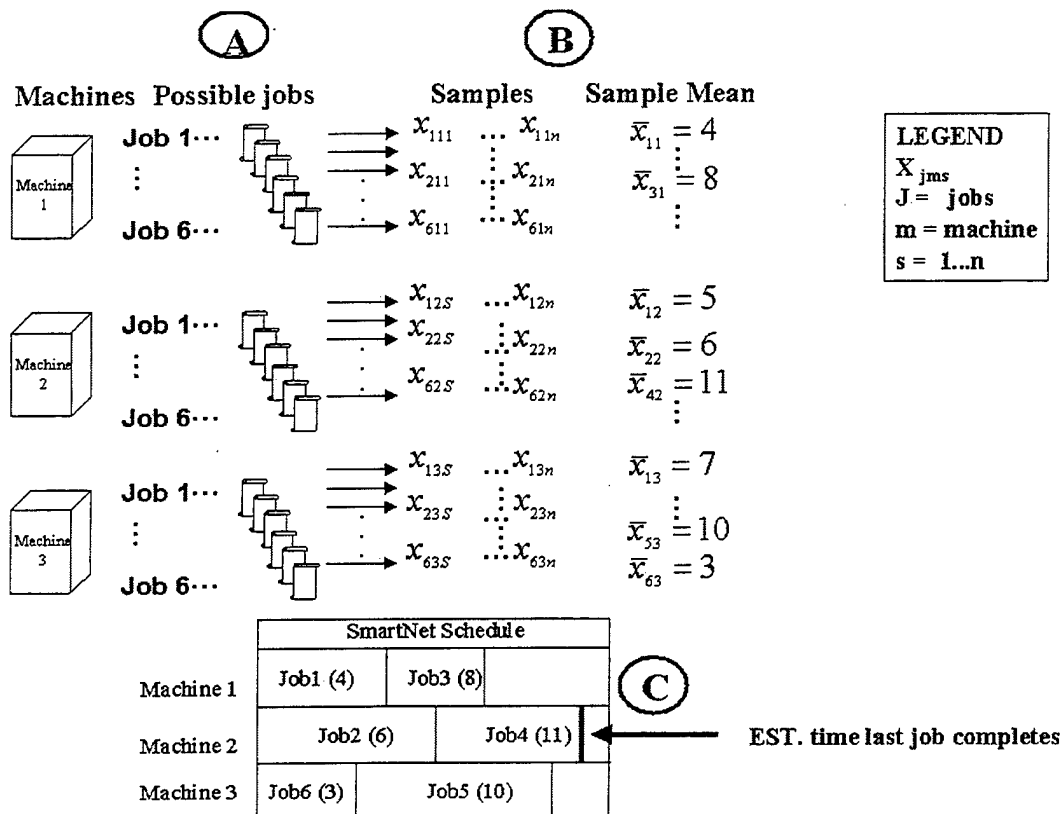 A
B
Machines Possible jobs Samples Sample Mean
Machine 1
Job 1...
⋮
Job 6...
x₁₁₁ ... x₁₁ₙ
x₂₁₁ x₂₁ₙ
x₆₁₁ x₆₁ₙ
x̄₁₁ = 4
x̄₃₁ = 8
LEGEND
X jms
J = jobs
m = machine
s = 1...n
Machine 2
Job 1...
⋮
Job 6...
x₁₂S ... x₁₂ₙ
x₂₂S x₂₂ₙ
x₆₂S x₆₂ₙ
x̄₁₂ = 5
x̄₂₂ = 6
x̄₄₂ = 11
Machine 3
Job 1...
⋮
Job 6...
x₁₃S ... x₁₃ₙ
x₂₃S x₂₃ₙ
x₆₃S ... x₆₃ₙ
x̄₁₃ = 7
x̄₅₃ = 10
x̄₆₃ = 3
SmartNet Schedule
Machine 1 Job1 (4) Job3 (8)
C
Machine 2 Job2 (6) Job4 (11)
EST. time last job completes
Machine 3 Job6 (3) Job5 (10)